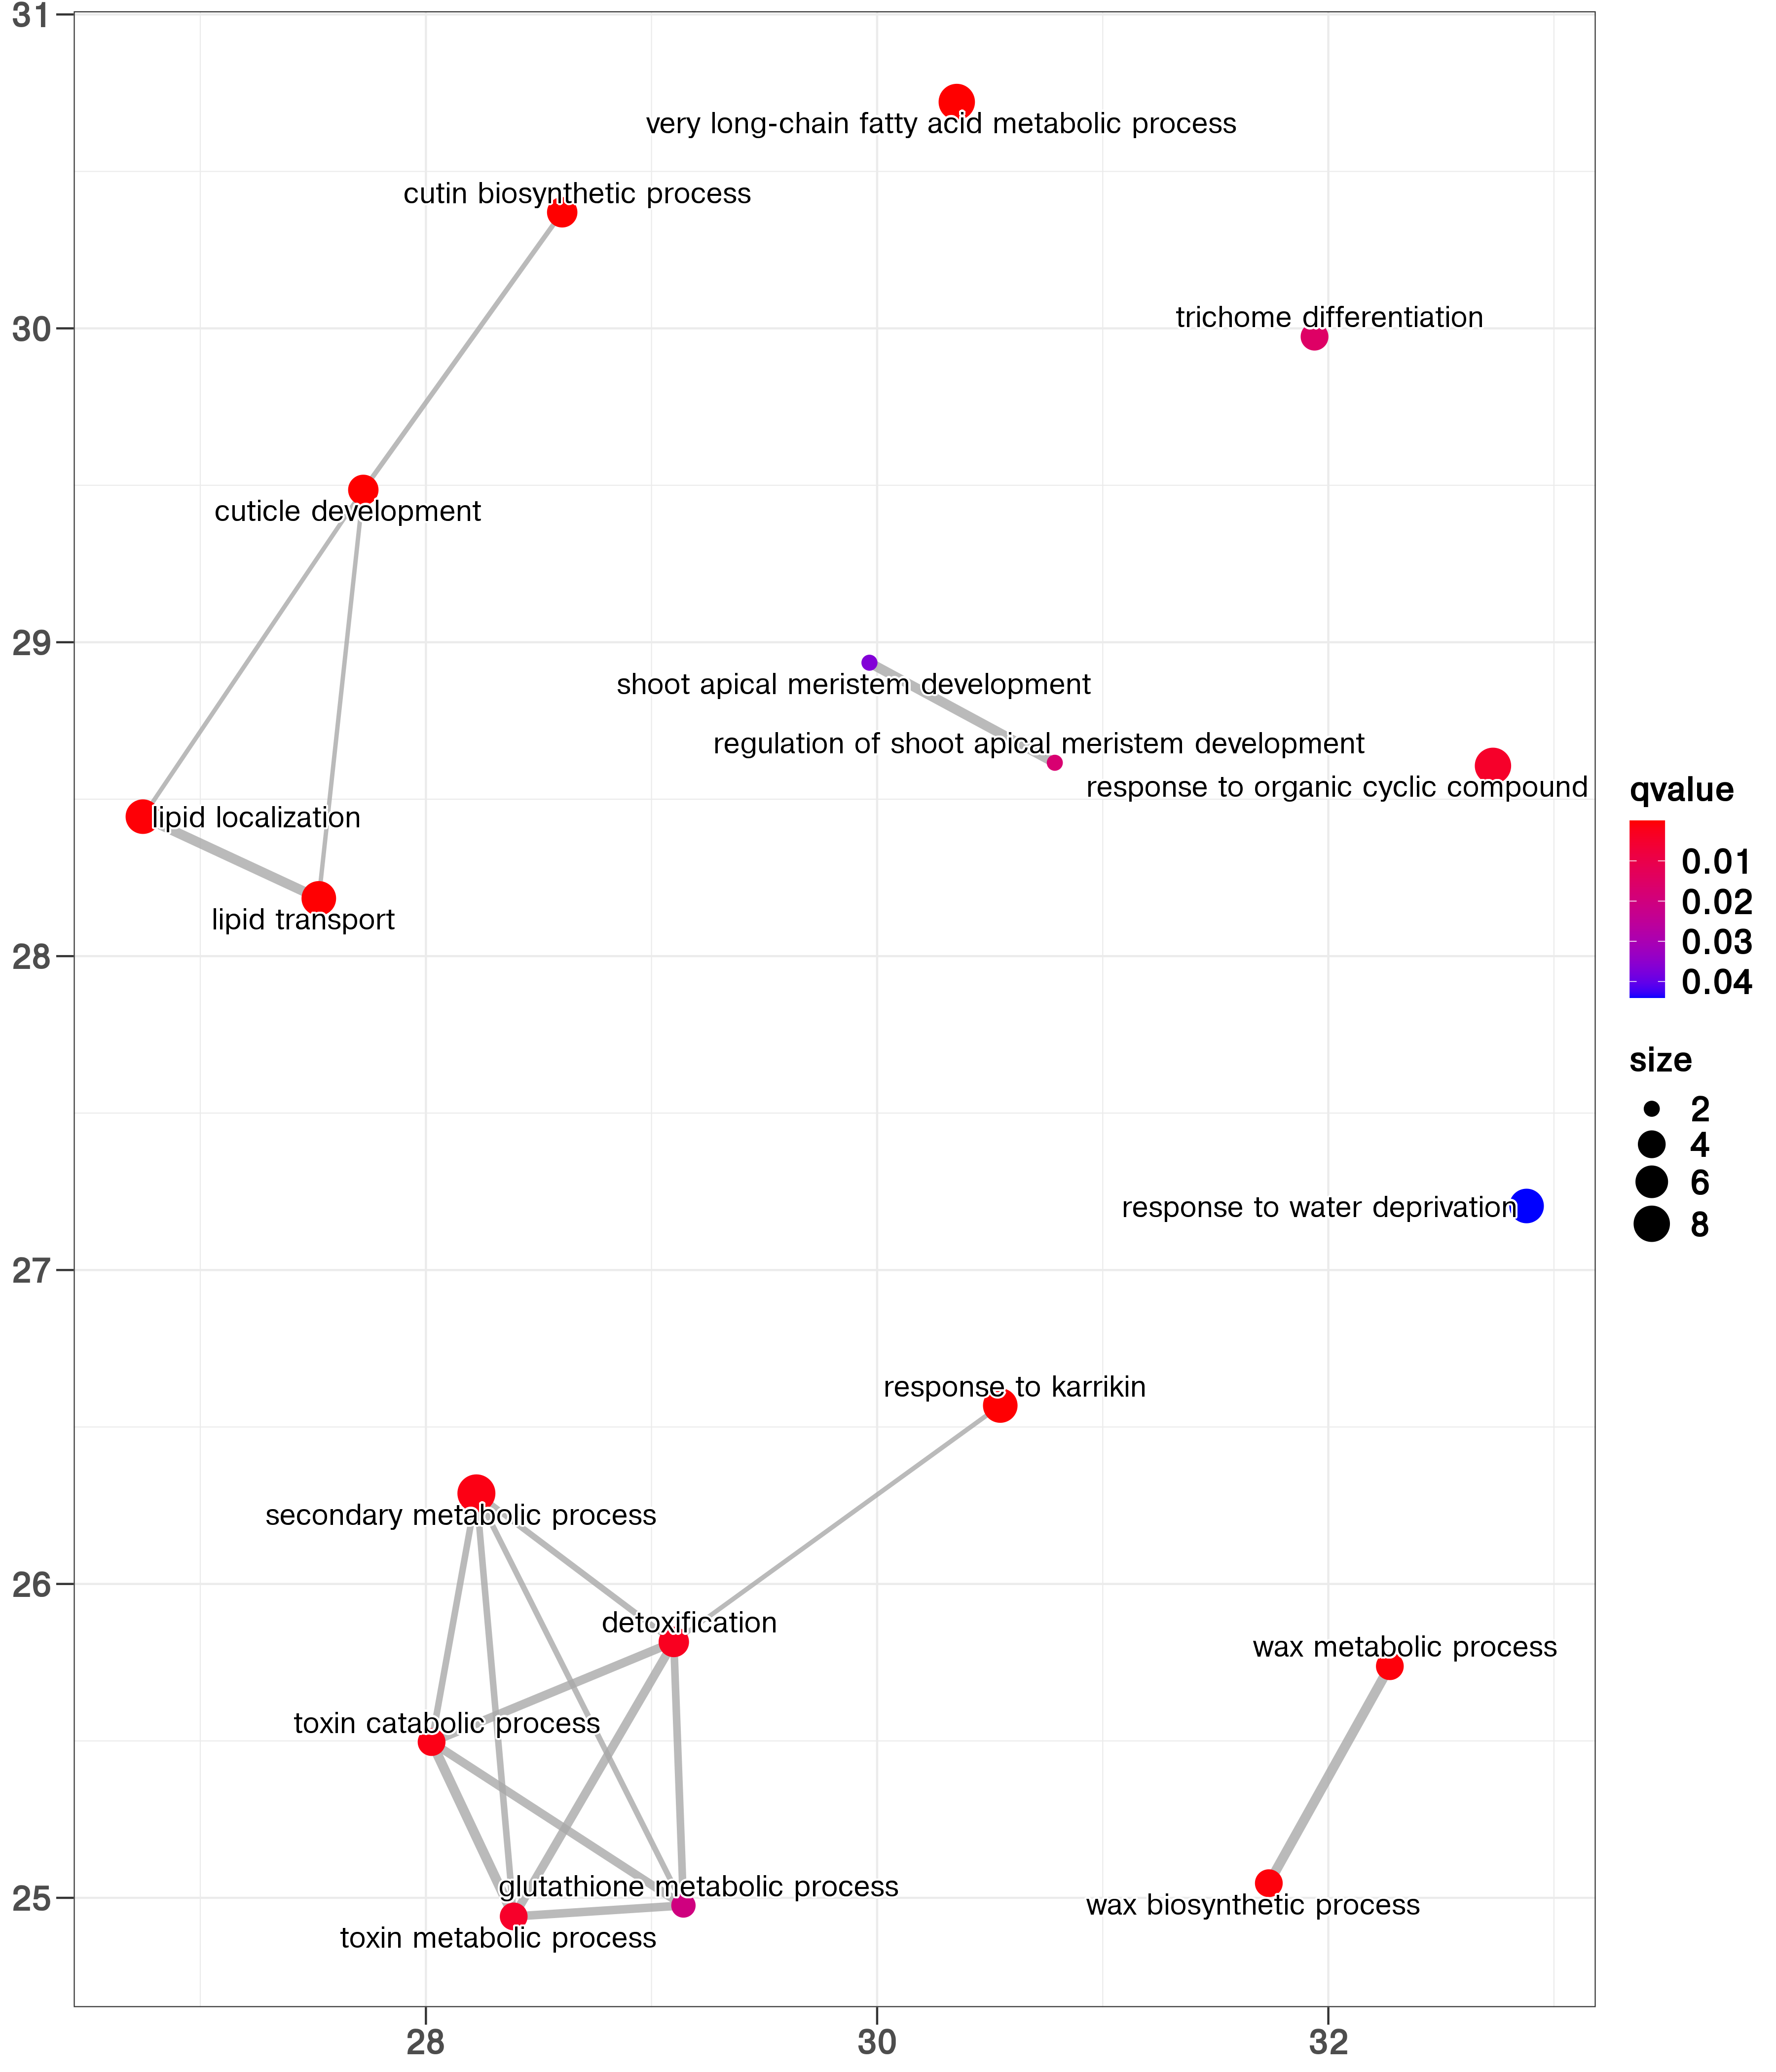 31
very long-chain fatty acid metabolic process
cutin biosynthetic process
trichome differentiation
30
cuticle development
29
shoot apical meristem development
regulation of shoot apical meristem development
response to organic cyclic compound
lipid localization
lipid transport
28
response to water deprivation
27
response to karrikin
secondary metabolic process
26
detoxification
wax metabolic process
toxin catabolic process
glutathione metabolic process
25
wax biosynthetic process
toxin metabolic process
28 30 32
qvalue
0.01
0.02
0.03
0.04
size
2
4
6
8